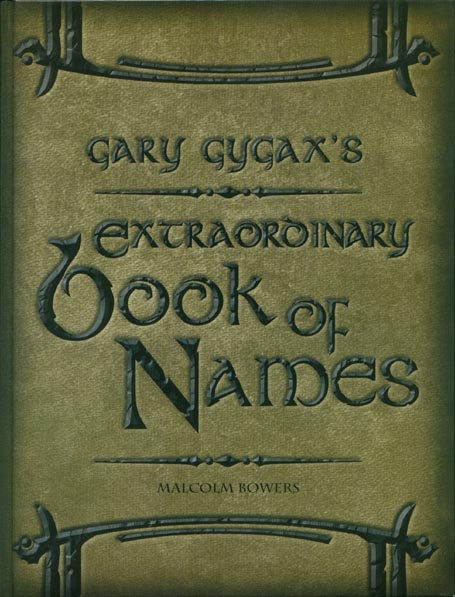 GARY GYGAX'S
EXTRAORDINARY
BOOK OF
NAMES
MALCOLM BOWERS